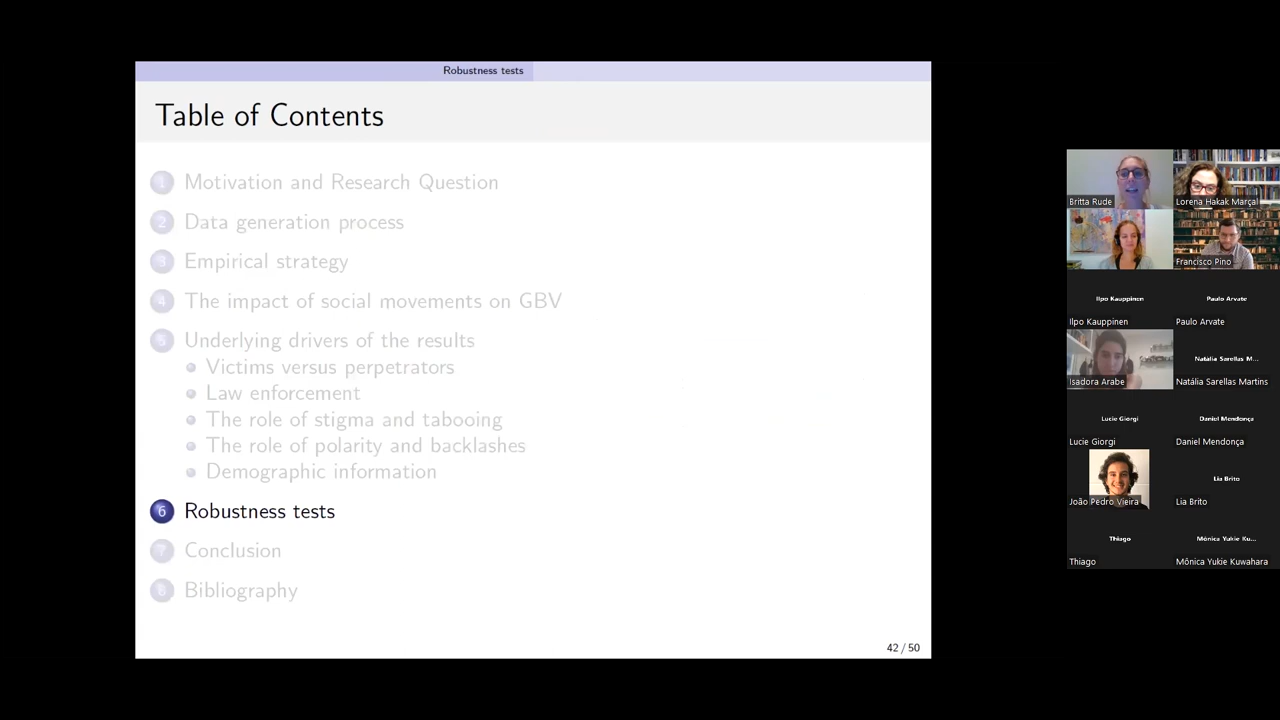 Robustness tests
Table of Contents
1 Motivation and Research Question
2 Data generation process
3 Empirical strategy
4 The impact of social movements on GBV
5 Underlying drivers of the results
Victims versus perpetrators
Law enforcement
The role of stigma and tabooing
The role of polarity and backlashes
Demographic information
6 Robustness tests
7 Conclusion
8 Bibliography
42 / 50
Britta Rude
Lorena Hakak Marçal
Francisco Pino
Ilpo Kauppinen
Paulo Arvate
Ilpo Kauppinen
Paulo Arvate
Natália Sarellas M...
Isadora Arabe
Natália Sarellas Martins
Lucie Giorgi
Daniel Mendonça
Lucie Giorgi
Daniel Mendonça
Lia Brito
João Pedro Vieira
Lia Brito
Thiago
Mônica Yukie Ku...
Thiago
Mônica Yukie Kuwahara